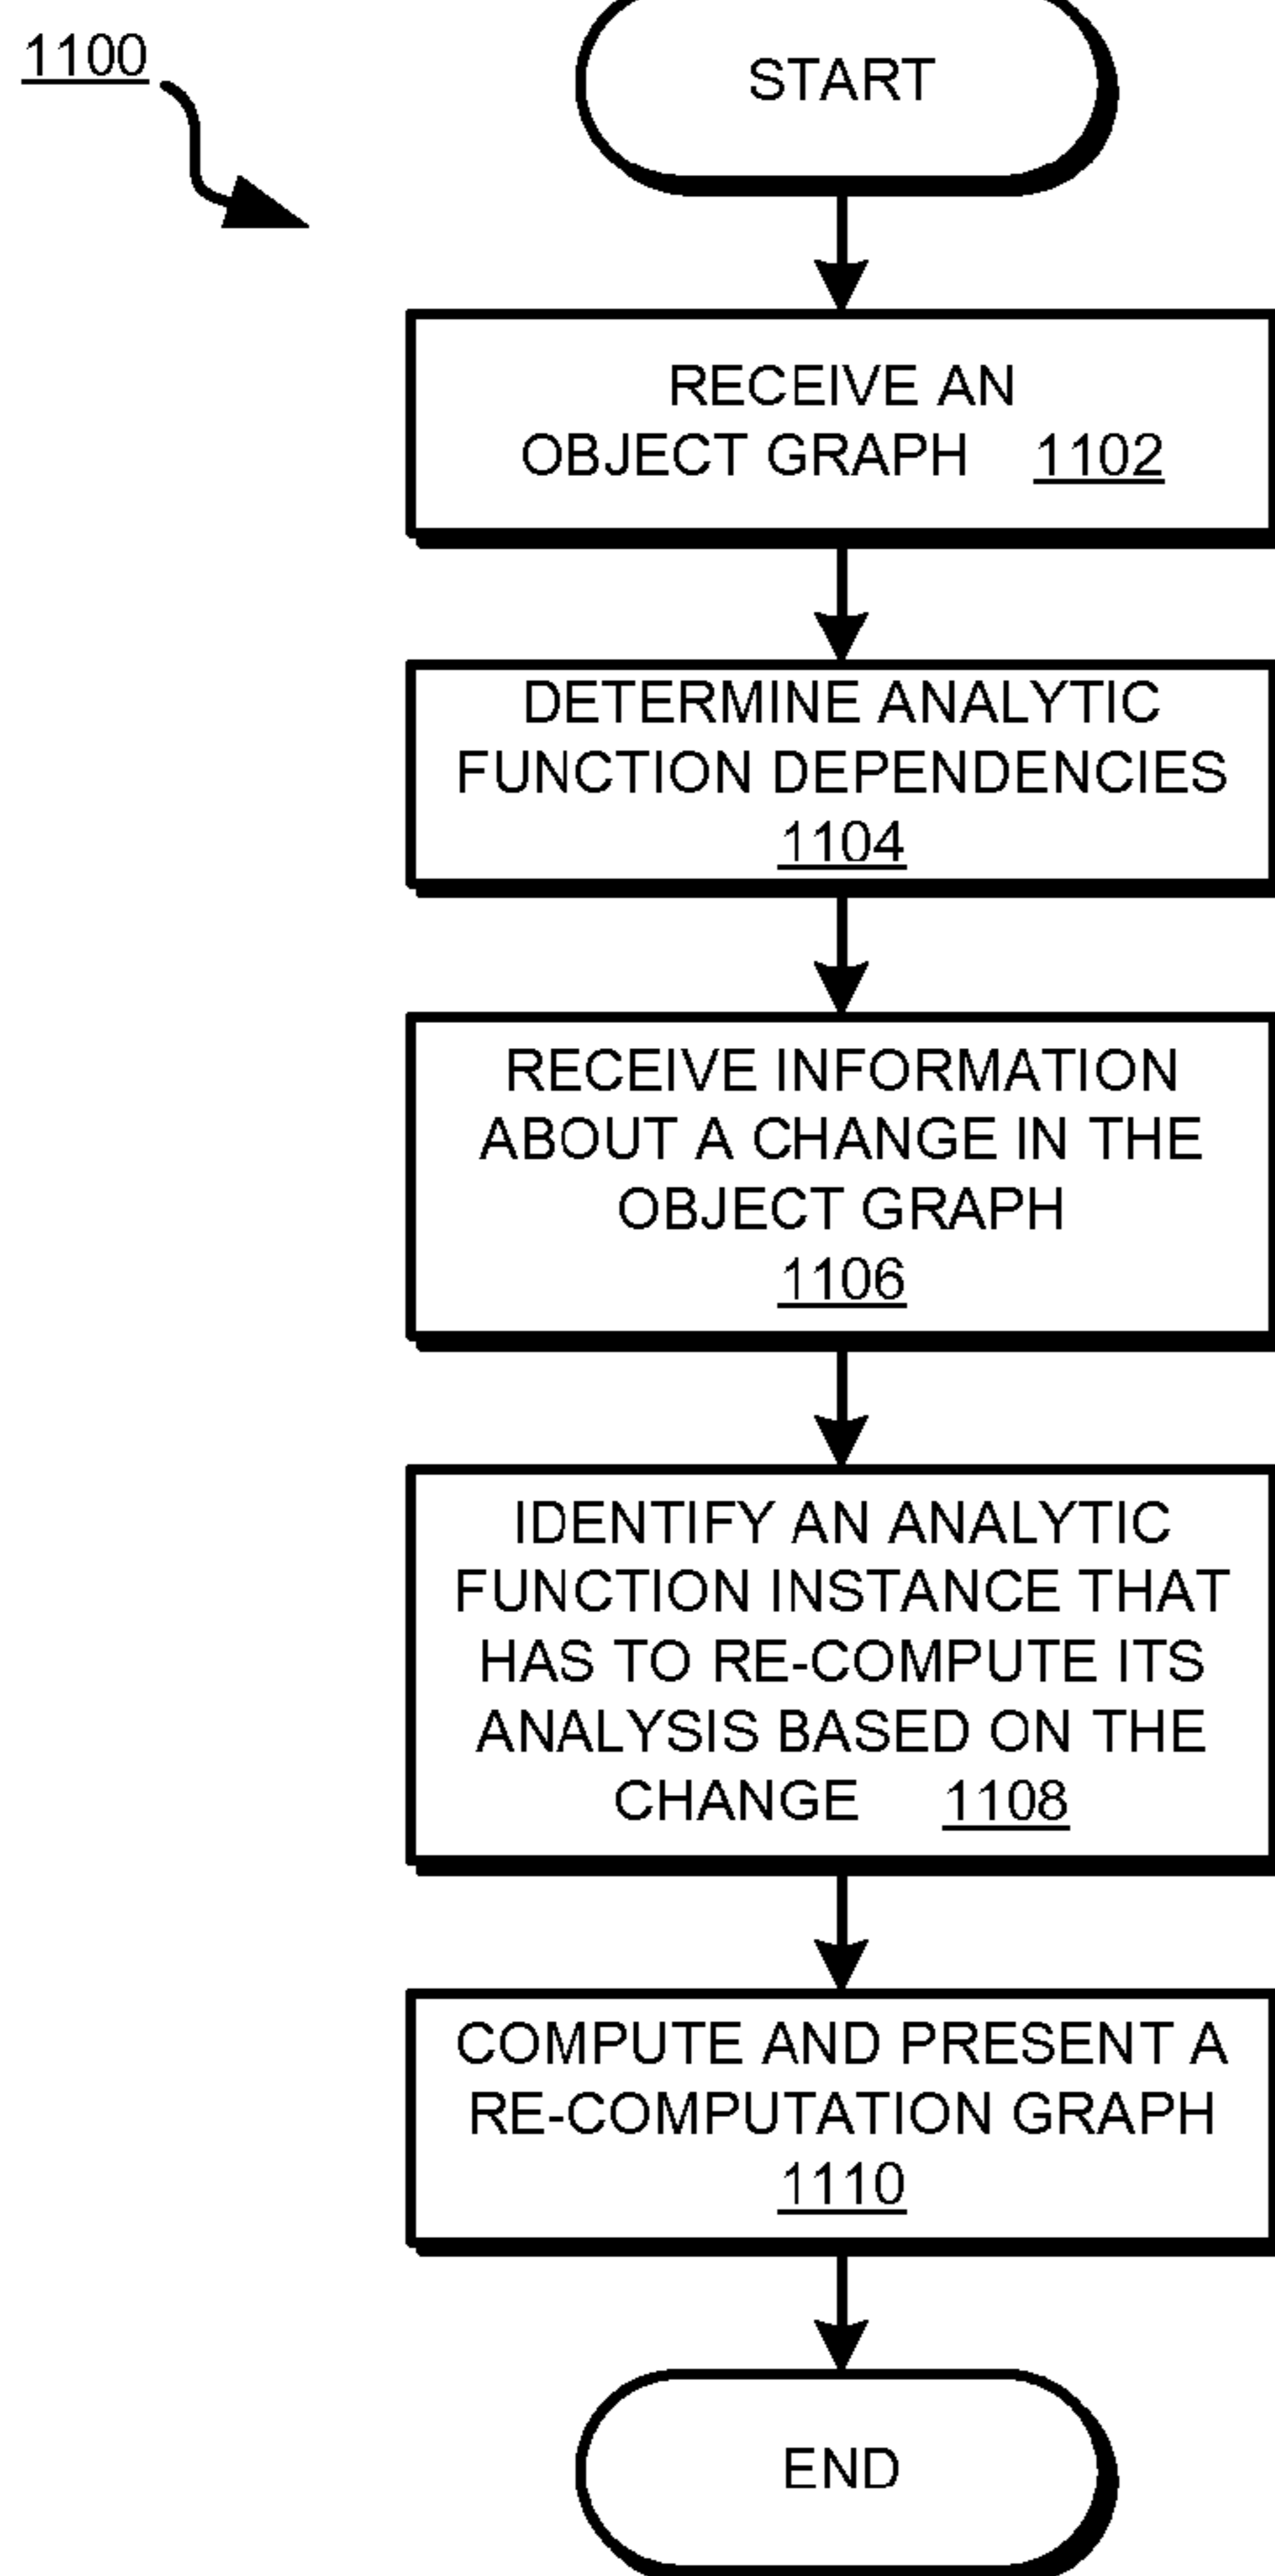 1100
START
RECEIVE AN
OBJECT GRAPH 1102
DETERMINE ANALYTIC
FUNCTION DEPENDENCIES
1104
RECEIVE INFORMATION
ABOUT A CHANGE IN THE
OBJECT GRAPH
1106
IDENTIFY AN ANALYTIC
FUNCTION INSTANCE THAT
HAS TO RE-COMPUTE ITS
ANALYSIS BASED ON THE
CHANGE 1108
COMPUTE AND PRESENT A
RE-COMPUTATION GRAPH
1110
END